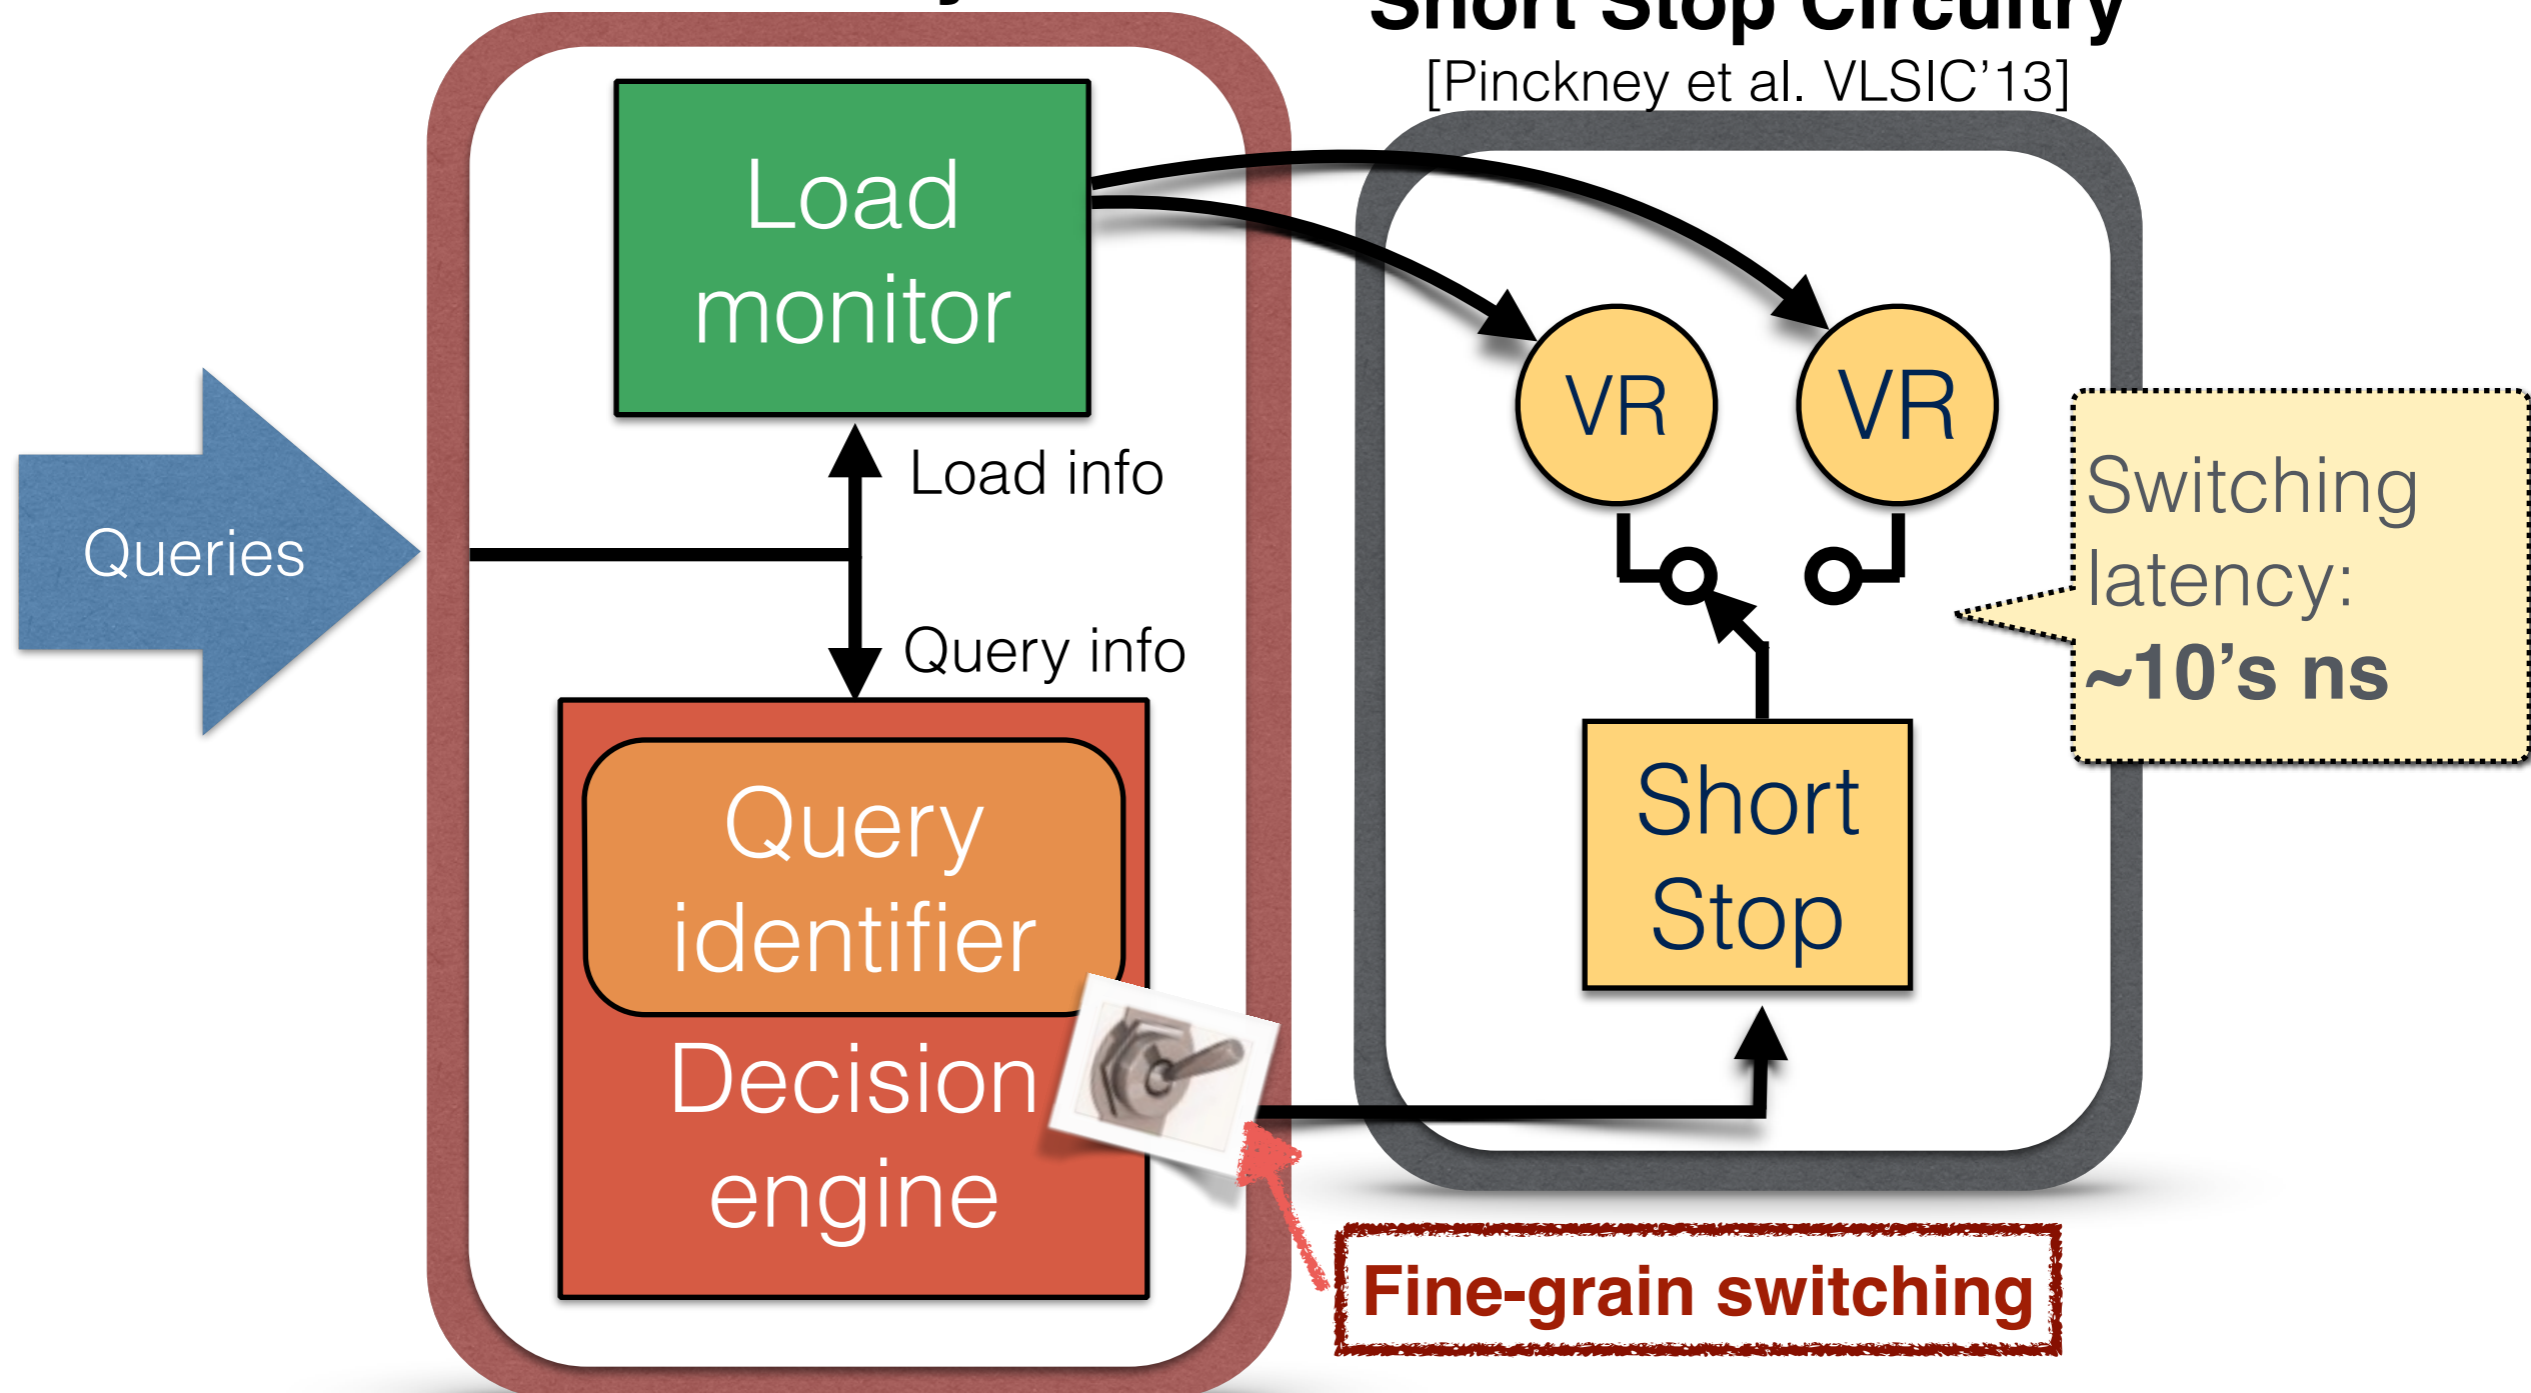 Short Stop Circuitry
[Pinckney et al. VLSIC’13]
Load
monitor
Load info
Queries
Query info
Query
identifier
Decision
engine
VR
VR
Short
Stop
Switching
latency:
~10’s ns
Fine-grain switching